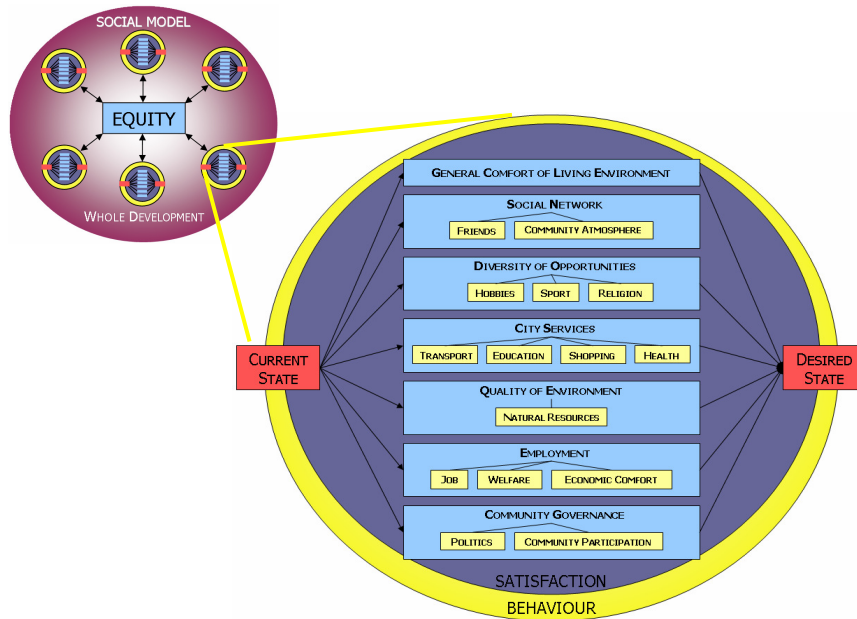 SOCIAL MODEL
EQUITY
WHOLE DEVELOPMENT
GENERAL COMFORT OF LIVING ENVIRONMENT
SOCIAL NETWORK
FRIENDS
COMMUNITY ATMOSPHERE
DIVERSITY OF OPPORTUNITIES
HOBBIES
SPORT
RELIGION
CITY SERVICES
TRANSPORT
EDUCATION
SHOPPING
HEALTH
CURRENT
STATE
DESIRED
STATE
QUALITY OF ENVIRONMENT
NATURAL RESOURCES
EMPLOYMENT
JOB
WELFARE
ECONOMIC COMFORT
COMMUNITY GOVERNANCE
POLITICS
COMMUNITY PARTICIPATION
SATISFACTION
BEHAVIOUR